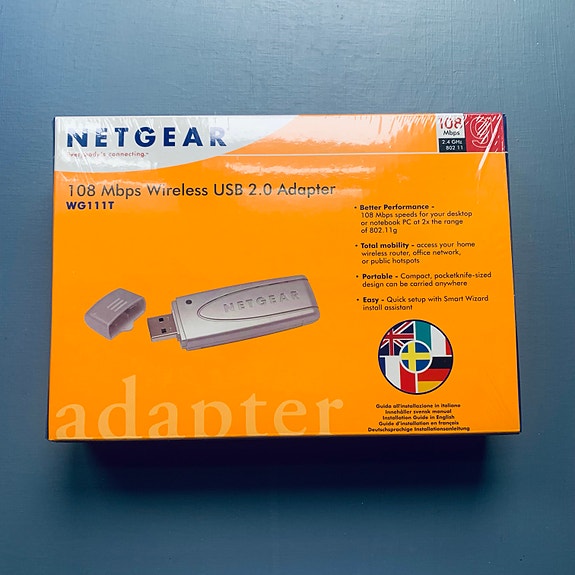 NETGEAR
108
Mbps
2.4 GHz
802.11
108 Mbps Wireless USB 2.0 Adapter
WG111T
• Better Performance -
108 Mbps speeds for your desktop
or notebook PC at 2x the range
of 802.11g
• Total mobility - access your home
wireless router, office network,
or public hotspots
• Portable - Compact, pocketknife-sized
design can be carried anywhere
• Easy - Quick setup with Smart Wizard
install assistant
NETGEAR
adapter
Guida all'installazione in italiano
Innehåller svensk manual
Installation Guide in English
Guide d'installation en français
Deutschsprachige Installationsanleitung